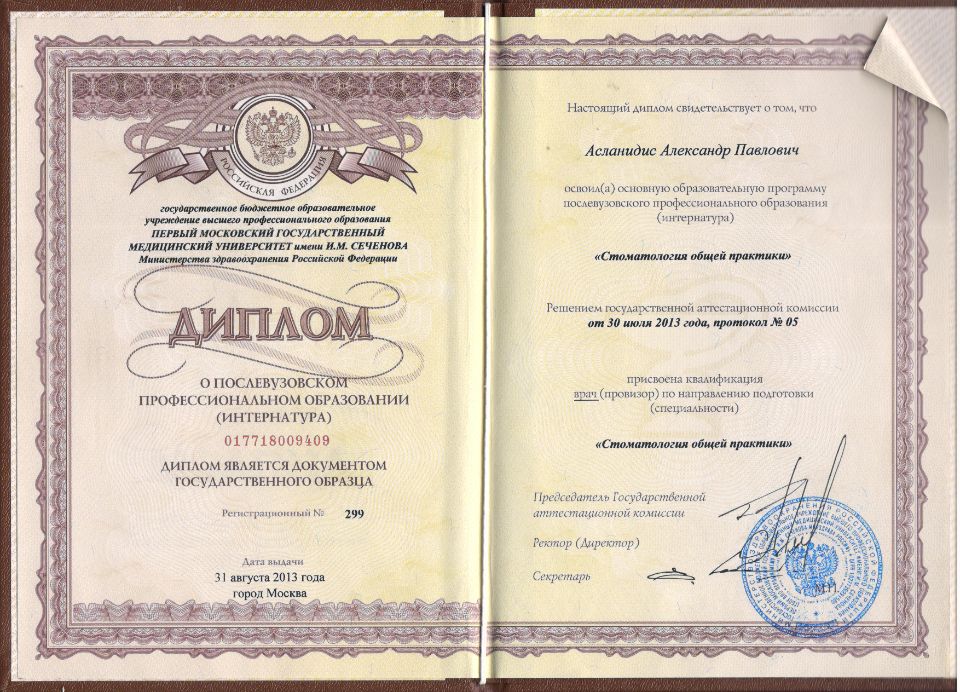 РОССИЙСКАЯ ФЕДЕРАЦИЯ
государственное бюджетное образовательное
учреждение высшего профессионального образования
ПЕРВЫЙ МОСКОВСКИЙ ГОСУДАРСТВЕННЫЙ
МЕДИЦИНСКИЙ УНИВЕРСИТЕТ имени И.М. СЕЧЕНОВА
Министерства здравоохранения Российской Федерации
ДИПЛОМ
О ПОСЛЕВУЗОВСКОМ
ПРОФЕССИОНАЛЬНОМ ОБРАЗОВАНИИ
(ИНТЕРНАТУРА)
017718009409
ДИПЛОМ ЯВЛЯЕТСЯ ДОКУМЕНТОМ
ГОСУДАРСТВЕННОГО ОБРАЗЦА
Регистрационный № 299
Дата выдачи
31 августа 2013 года
город Москва
Настоящий диплом свидетельствует о том, что
Асланидис Александр Павлович
освоил(а) основную образовательную программу
послевузовского профессионального образования
(интернатура)
«Стоматология общей практики»
Решением государственной аттестационной комиссии
от 30 июля 2013 года, протокол № 05
присвоена квалификация
врач (провизор) по направлению подготовки
(специальности)
«Стоматология общей практики»
Председатель Государственной
аттестационной комиссии
Ректор (Директор)
Секретарь
М.П.